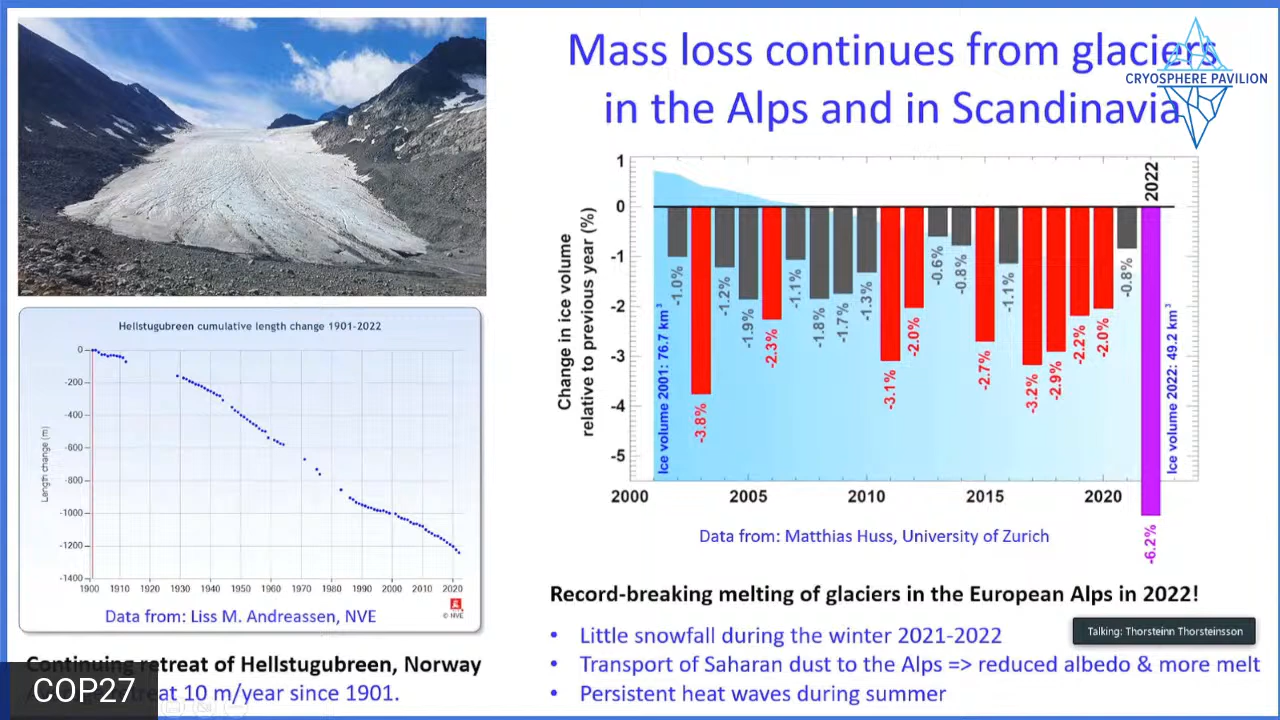 Mass loss continues from glaciers
in the Alps and in Scandinavia
CRYOSPHERE PAVILION
Hellstugubreen cumulative length change 1901-2022
Length change (m)
0
-200
-400
-600
-800
-1000
-1200
-1400
1900 1910 1920 1930 1940 1950 1960 1970 1980 1990 2000 2010 2020
© NVE
Data from: Liss M. Andreassen, NVE
Continuing retreat of Hellstugubreen, Norway
retreat 10 m/year since 1901.
COP27
Change in ice volume
relative to previous year (%)
1
0
-1
-2
-3
-4
-5
2000 2005 2010 2015 2020
2022
Ice volume 2001: 76.7 km³
-1.0%
-3.8%
-1.2%
-1.9%
-2.3%
-1.1%
-1.8%
-1.7%
-1.3%
-3.1%
-2.0%
-0.6%
-0.8%
-2.7%
-1.1%
-3.2%
-2.9%
-2.2%
-2.0%
-0.8%
-6.2%
Ice volume 2022: 49.2 km³
Data from: Matthias Huss, University of Zurich
Record-breaking melting of glaciers in the European Alps in 2022!
• Little snowfall during the winter 2021-2022
• Transport of Saharan dust to the Alps => reduced albedo & more melt
• Persistent heat waves during summer
Talking: Thorsteinn Thorsteinsson